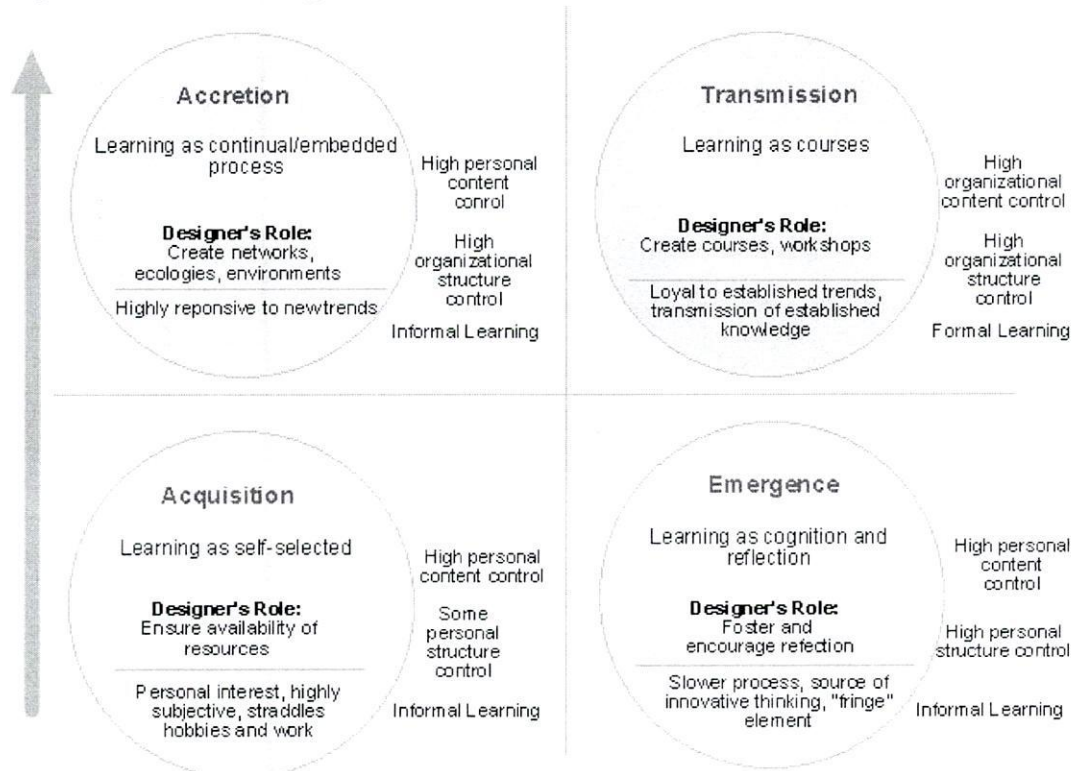 Accretion
Learning as continual/embedded
process
Designer's Role:
Create networks,
ecologies, environments
Highly reponsive to newtrends
High personal
content
conrol
High
organizational
structure
control
Informal Learning
Transmission
Learning as courses
Designer's Role:
Create courses, workshops
Loyal to established trends,
transmission of established
knowledge
High
organizational
content control
High
organizational
structure
control
Formal Learning
Acquisition
Learning as self-selected
Designer's Role:
Ensure availability of
resources
Personal interest, highly
subjective, straddles
hobbies and work
High personal
content control
Some
personal
structure
control
Informal Learning
Emergence
Learning as cognition and
reflection
Designer's Role:
Foster and
encourage refection
Slower process, source of
innovative thinking, "fringe"
element
High personal
content
control
High personal
structure control
Informal Learning